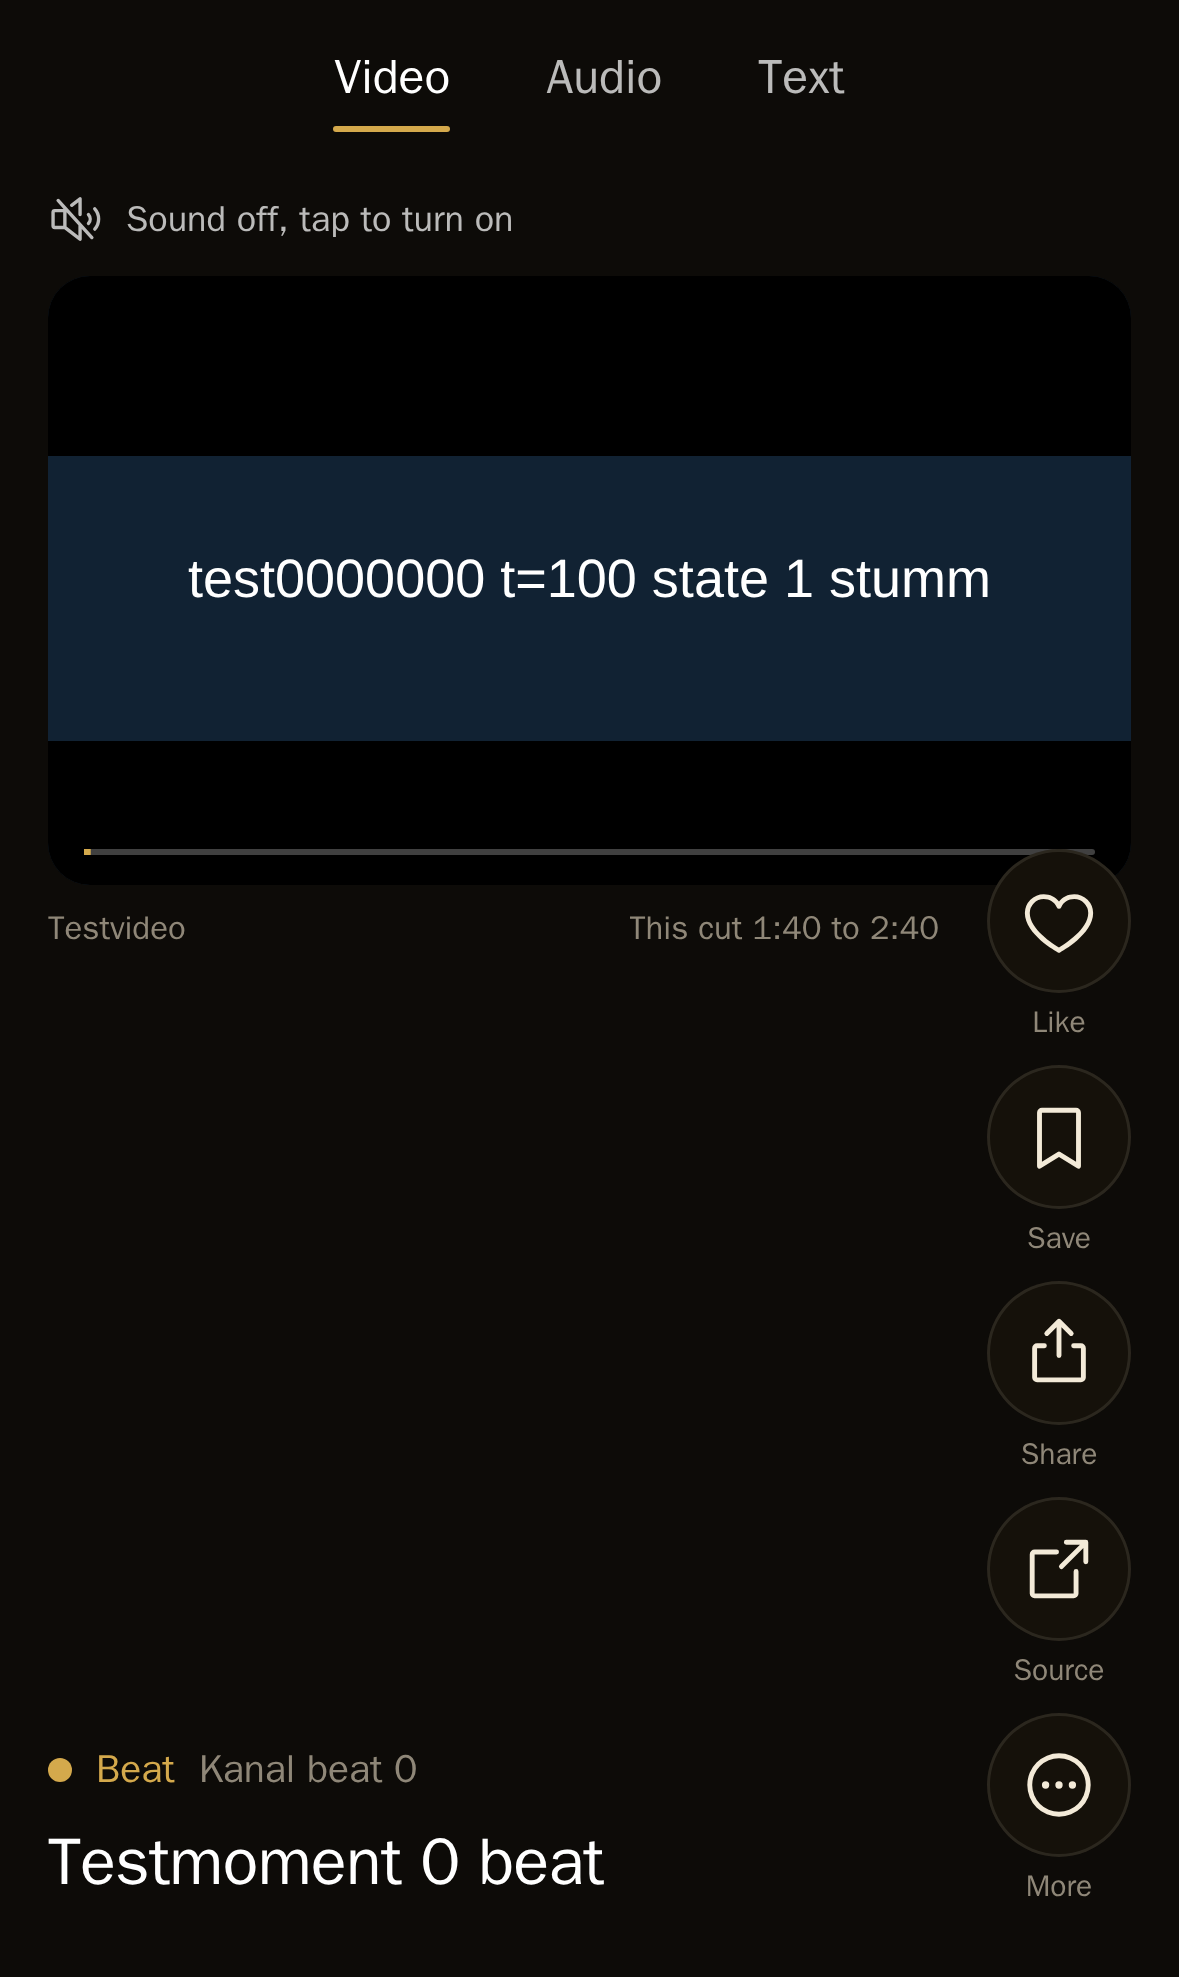 Video Audio Text
Sound off, tap to turn on
test0000000 t=100 state 1 stumm
Testvideo This cut 1:40 to 2:40
Like
Save
Share
Source
Beat Kanal beat 0
Testmoment 0 beat
More